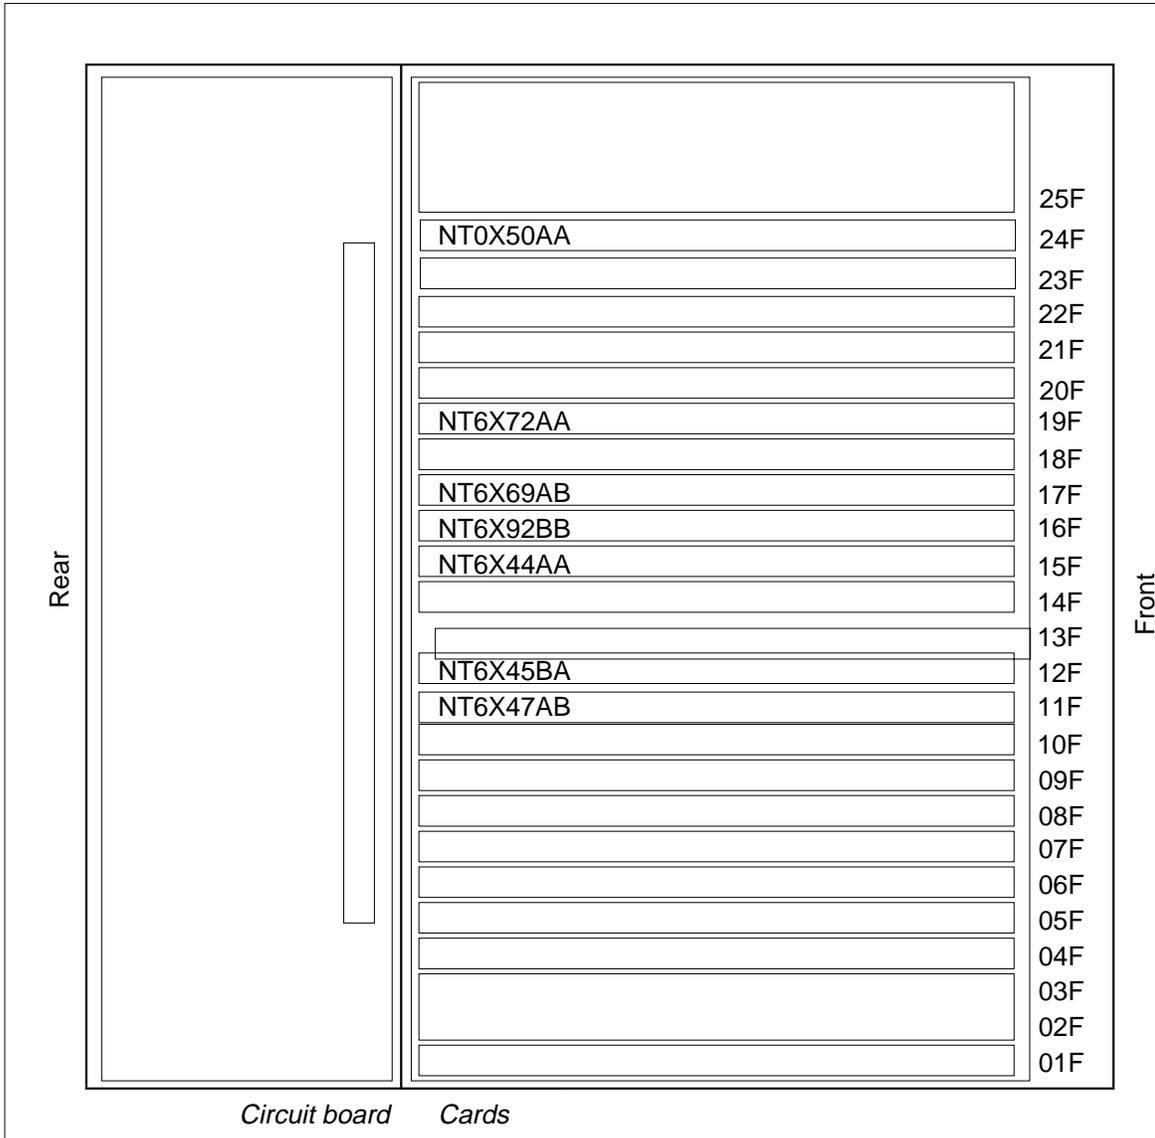 25F
NT0X50AA 24F
23F
22F
21F
20F
NT6X72AA 19F
18F
NT6X69AB 17F
NT6X92BB 16F
NT6X44AA 15F
14F
13F
NT6X45BA 12F
NT6X47AB 11F
10F
09F
08F
07F
06F
05F
04F
03F
02F
01F
Rear
Front
Circuit board Cards